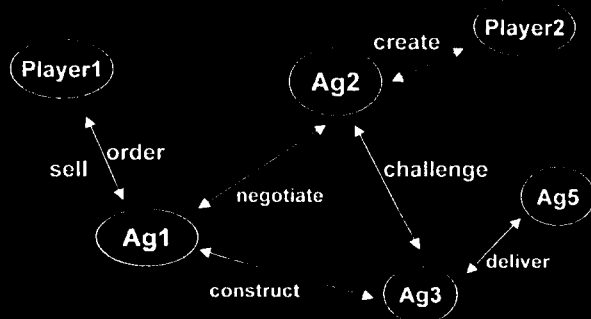 Player1
create
Player2
Ag2
sell
order
challenge
negotiate
Ag5
Ag1
deliver
construct
Ag3